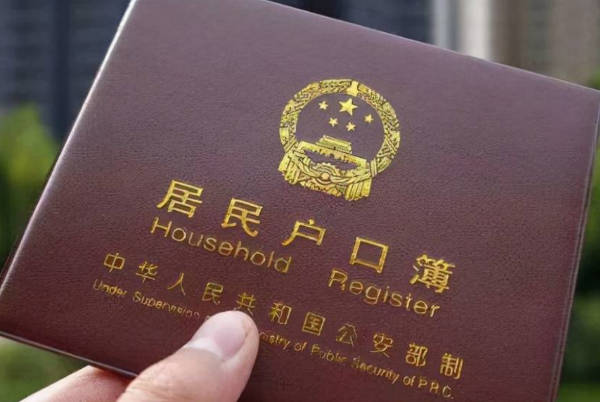 居民户口簿
Household Register
中华人民共和国公安部制
Under Supervision istry of Public Security of P.R.C.